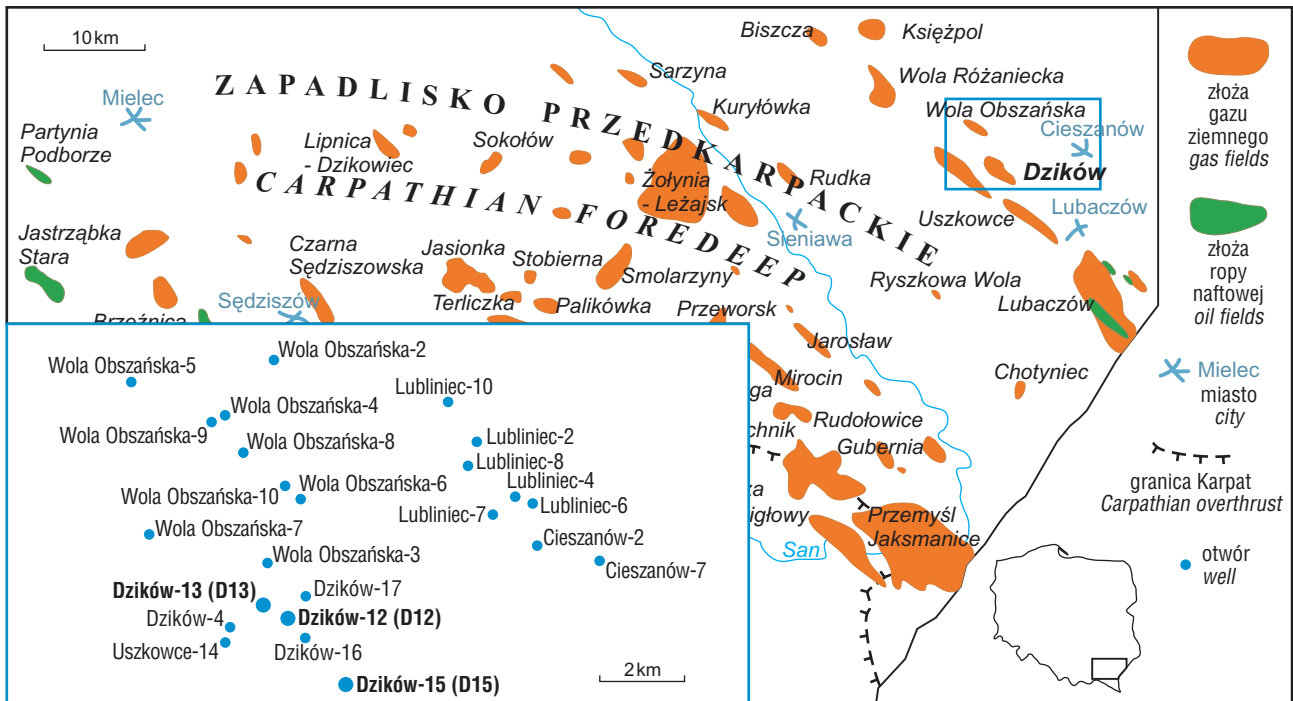 10 km
Biszcza
Księżpol
Sarzyna
Wola Różaniecka
Mielec
ZAPADLISKO PRZEDKARPACKIE
Kuryłówka
Wola Obszańska
Cieszanów
Partynia
Podborze
Lipnica
- Dzikowiec
Sokołów
Dzików
Rudka
CARPATHIAN FOREDEEP
Żołynia
- Leżajsk
Uszkowce
Lubaczów
Sieniawa
Jastrząbka
Stara
Czarna
Sędziszowska
Jasionka
Stobierna
Smolarzyny
Ryszkowa Wola
Sędziszów
Terliczka
Palikówka
Przeworsk
Lubaczów
Brzeźnica
Jarosław
Mirocin
Chotyniec
Rudołowice
Gubernia
Przemyśl
Jaksmanice
San
Wola Obszańska-2
Wola Obszańska-5
Lubliniec-10
Wola Obszańska-4
Wola Obszańska-9
Wola Obszańska-8
Lubliniec-2
Lubliniec-8
Lubliniec-4
Wola Obszańska-6
Wola Obszańska-10
Lubliniec-6
Lubliniec-7
Wola Obszańska-7
Cieszanów-2
Wola Obszańska-3
Cieszanów-7
Dzików-13 (D13)
Dzików-17
Dzików-4
Dzików-12 (D12)
Uszkowce-14
Dzików-16
Dzików-15 (D15)
2 km
złoża
gazu
ziemnego
gas fields
złoża
ropy
naftowej
oil fields
Mielec
miasto
city
granica Karpat
Carpathian overthrust
otwór
well